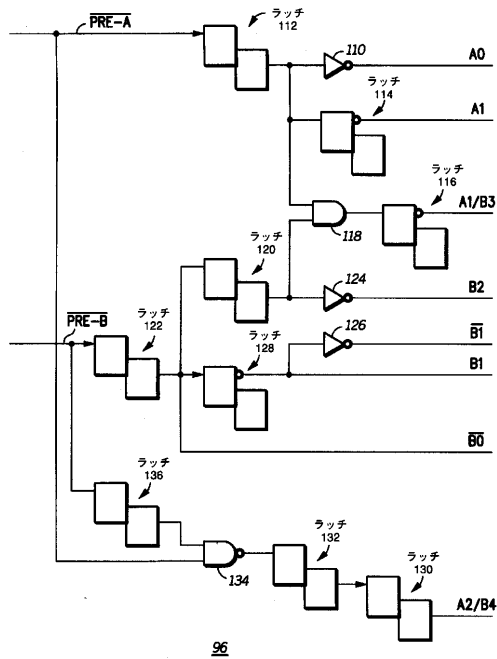 PRE-A
ラッチ
112
110
A0
ラッチ
114
A1
ラッチ
116
A1/B3
118
ラッチ
120
124
B2
PRE-B
ラッチ
122
126
B1
ラッチ
128
B1
B0
ラッチ
136
ラッチ
132
134
ラッチ
130
A2/B4
96